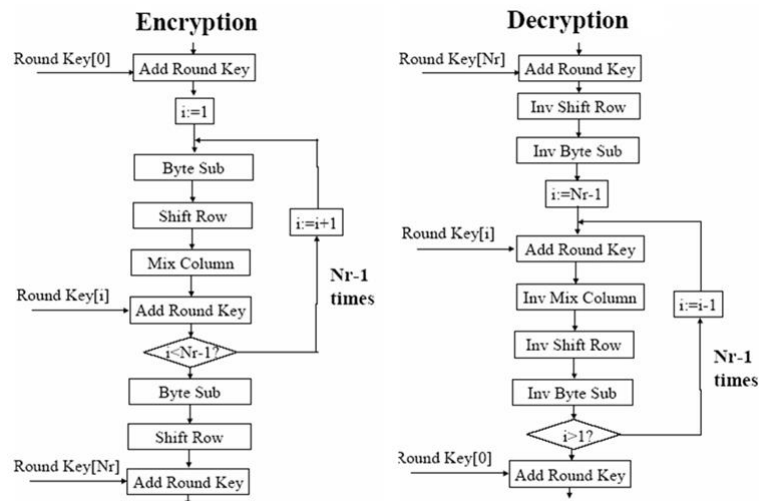 Encryption
Round Key[0]
Add Round Key
i:=1
Byte Sub
Shift Row
i:=i+1
Mix Column
Nr-1
times
Round Key[i]
Add Round Key
i<Nr-1?
Byte Sub
Shift Row
Round Key[Nr]
Add Round Key
Decryption
Round Key[Nr]
Add Round Key
Inv Shift Row
Inv Byte Sub
i:=Nr-1
Round Key[i]
Add Round Key
Inv Mix Column
i:=i-1
Inv Shift Row
Nr-1
times
Inv Byte Sub
i>1?
Round Key[0]
Add Round Key